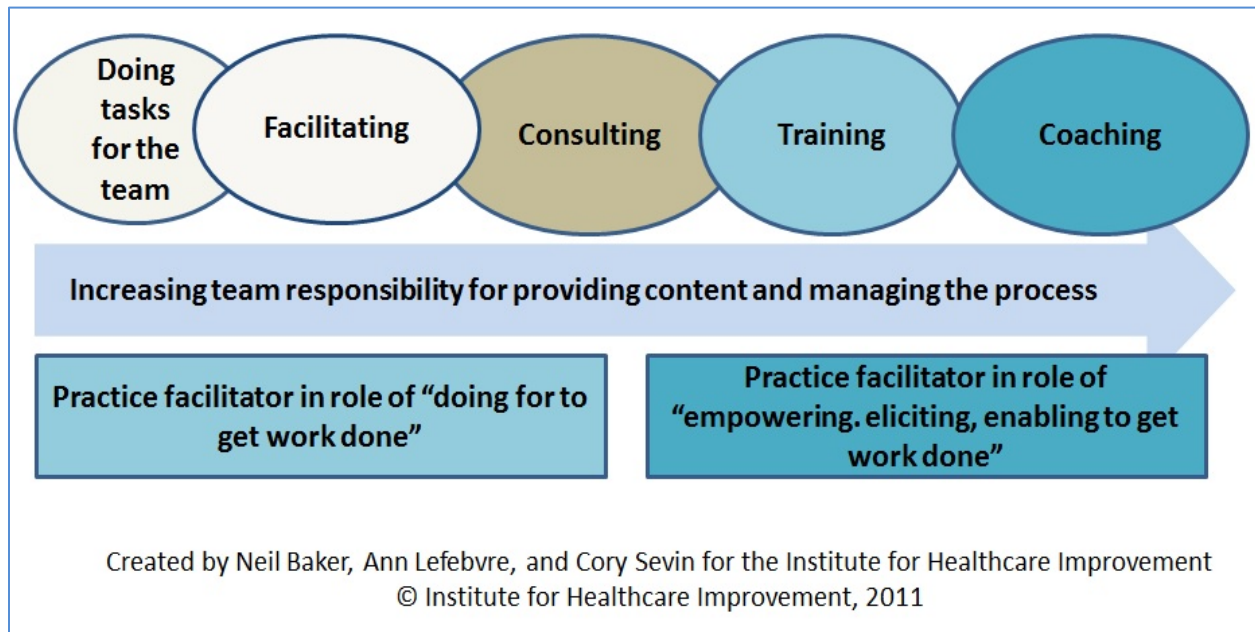 Doing
tasks
for the
team
Facilitating
Consulting
Training
Coaching
Increasing team responsibility for providing content and managing the process
Practice facilitator in role of “doing for to
get work done”
Practice facilitator in role of
“empowering. eliciting, enabling to get
work done”
Created by Neil Baker, Ann Lefebvre, and Cory Sevin for the Institute for Healthcare Improvement
© Institute for Healthcare Improvement, 2011